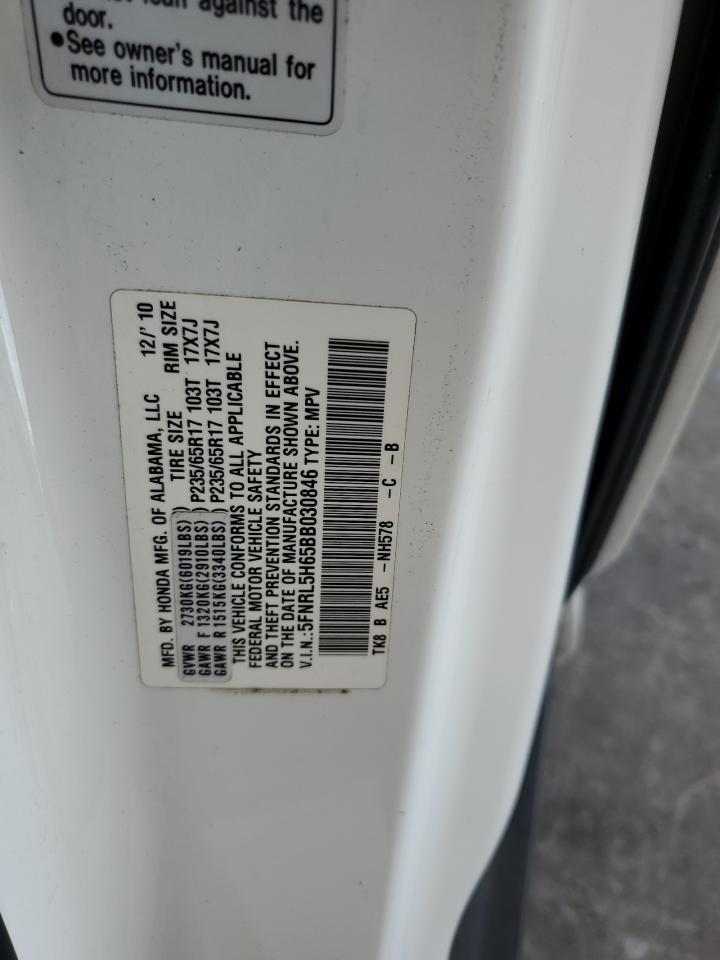 against the
door.
•See owner's manual for
more information.
MFD. BY HONDA MFG. OF ALABAMA, LLC 12/'10
TIRE SIZE RIM SIZE
GVWR 2730KG(6019LBS)
GAWR F 1320KG(2910LBS) P235/65R17 103T 17X7J
GAWR R 1515KG(3340LBS) P235/65R17 103T 17X7J
THIS VEHICLE CONFORMS TO ALL APPLICABLE
FEDERAL MOTOR VEHICLE SAFETY
AND THEFT PREVENTION STANDARDS IN EFFECT
ON THE DATE OF MANUFACTURE SHOWN ABOVE.
V.I.N.:5FNRL5H65BB030846 TYPE: MPV
TK8 B AE5 -NH578 -C -B